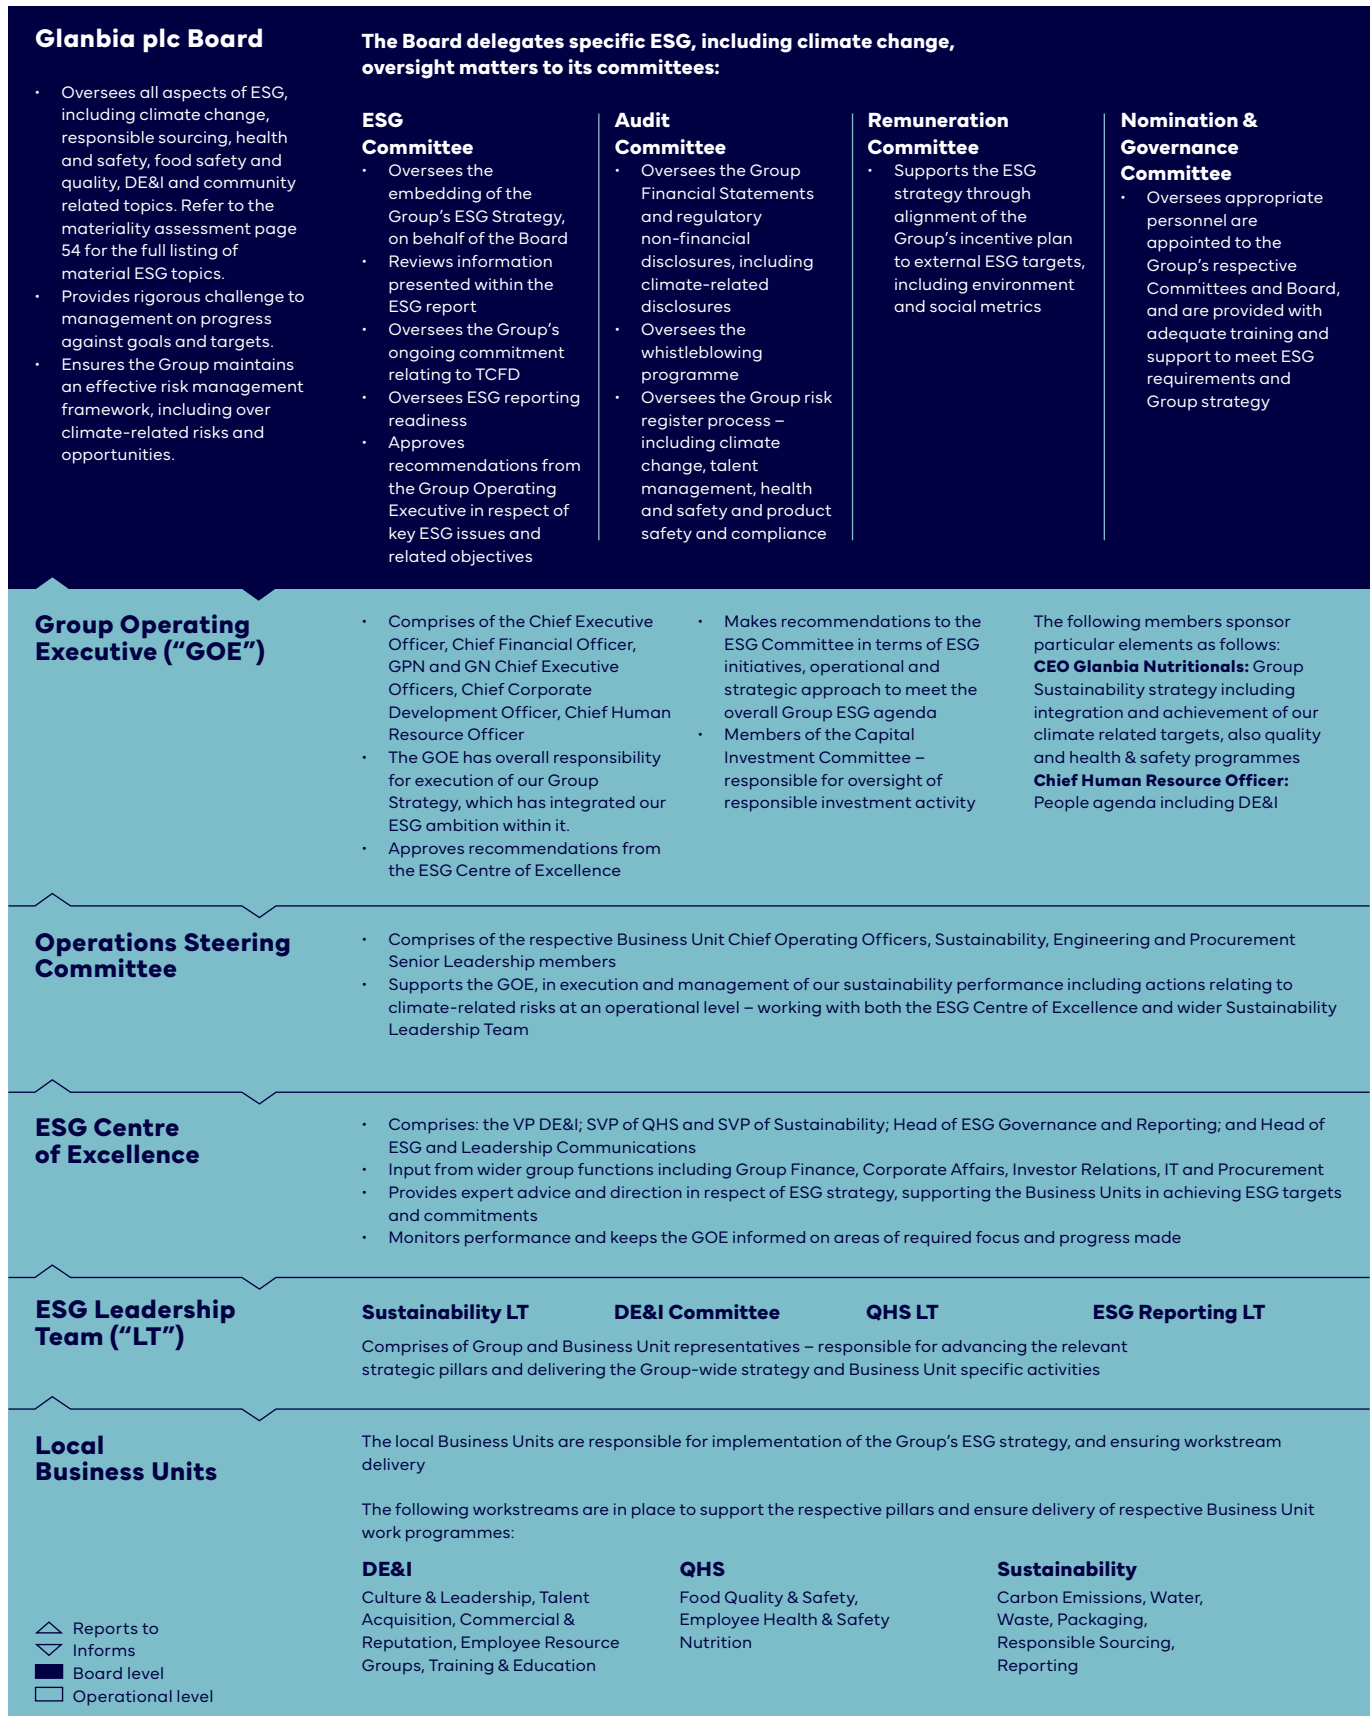 Glanbia plc Board
• Oversees all aspects of ESG,
including climate change,
responsible sourcing, health
and safety, food safety and
quality, DE&I and community
related topics. Refer to the
materiality assessment page
54 for the full listing of
material ESG topics.
• Provides rigorous challenge to
management on progress
against goals and targets.
• Ensures the Group maintains
an effective risk management
framework, including over
climate-related risks and
opportunities.
The Board delegates specific ESG, including climate change,
oversight matters to its committees:
ESG
Committee
• Oversees the
embedding of the
Group’s ESG Strategy,
on behalf of the Board
• Reviews information
presented within the
ESG report
• Oversees the Group’s
ongoing commitment
relating to TCFD
• Oversees ESG reporting
readiness
• Approves
recommendations from
the Group Operating
Executive in respect of
key ESG issues and
related objectives
Audit
Committee
• Oversees the Group
Financial Statements
and regulatory
non-financial
disclosures, including
climate-related
disclosures
• Oversees the
whistleblowing
programme
• Oversees the Group risk
register process –
including climate
change, talent
management, health
and safety and product
safety and compliance
Remuneration
Committee
• Supports the ESG
strategy through
alignment of the
Group’s incentive plan
to external ESG targets,
including environment
and social metrics
Nomination &
Governance
Committee
• Oversees appropriate
personnel are
appointed to the
Group’s respective
Committees and Board,
and are provided with
adequate training and
support to meet ESG
requirements and
Group strategy
Group Operating
Executive (“GOE”)
• Comprises of the Chief Executive
Officer, Chief Financial Officer,
GPN and GN Chief Executive
Officers, Chief Corporate
Development Officer, Chief Human
Resource Officer
• The GOE has overall responsibility
for execution of our Group
Strategy, which has integrated our
ESG ambition within it.
• Approves recommendations from
the ESG Centre of Excellence
• Makes recommendations to the
ESG Committee in terms of ESG
initiatives, operational and
strategic approach to meet the
overall Group ESG agenda
• Members of the Capital
Investment Committee –
responsible for oversight of
responsible investment activity
The following members sponsor
particular elements as follows:
CEO Glanbia Nutritionals: Group
Sustainability strategy including
integration and achievement of our
climate related targets, also quality
and health & safety programmes
Chief Human Resource Officer:
People agenda including DE&I
Operations Steering
Committee
• Comprises of the respective Business Unit Chief Operating Officers, Sustainability, Engineering and Procurement
Senior Leadership members
• Supports the GOE, in execution and management of our sustainability performance including actions relating to
climate-related risks at an operational level – working with both the ESG Centre of Excellence and wider Sustainability
Leadership Team
ESG Centre
of Excellence
• Comprises: the VP DE&I; SVP of QHS and SVP of Sustainability; Head of ESG Governance and Reporting; and Head of
ESG and Leadership Communications
• Input from wider group functions including Group Finance, Corporate Affairs, Investor Relations, IT and Procurement
• Provides expert advice and direction in respect of ESG strategy, supporting the Business Units in achieving ESG targets
and commitments
• Monitors performance and keeps the GOE informed on areas of required focus and progress made
ESG Leadership
Team (“LT”)
Sustainability LT
DE&I Committee
QHS LT
ESG Reporting LT
Comprises of Group and Business Unit representatives – responsible for advancing the relevant
strategic pillars and delivering the Group-wide strategy and Business Unit specific activities
Local
Business Units
The local Business Units are responsible for implementation of the Group’s ESG strategy, and ensuring workstream
delivery
The following workstreams are in place to support the respective pillars and ensure delivery of respective Business Unit
work programmes:
DE&I
Culture & Leadership, Talent
Acquisition, Commercial &
Reputation, Employee Resource
Groups, Training & Education
QHS
Food Quality & Safety,
Employee Health & Safety
Nutrition
Sustainability
Carbon Emissions, Water,
Waste, Packaging,
Responsible Sourcing,
Reporting
Reports to
Informs
Board level
Operational level